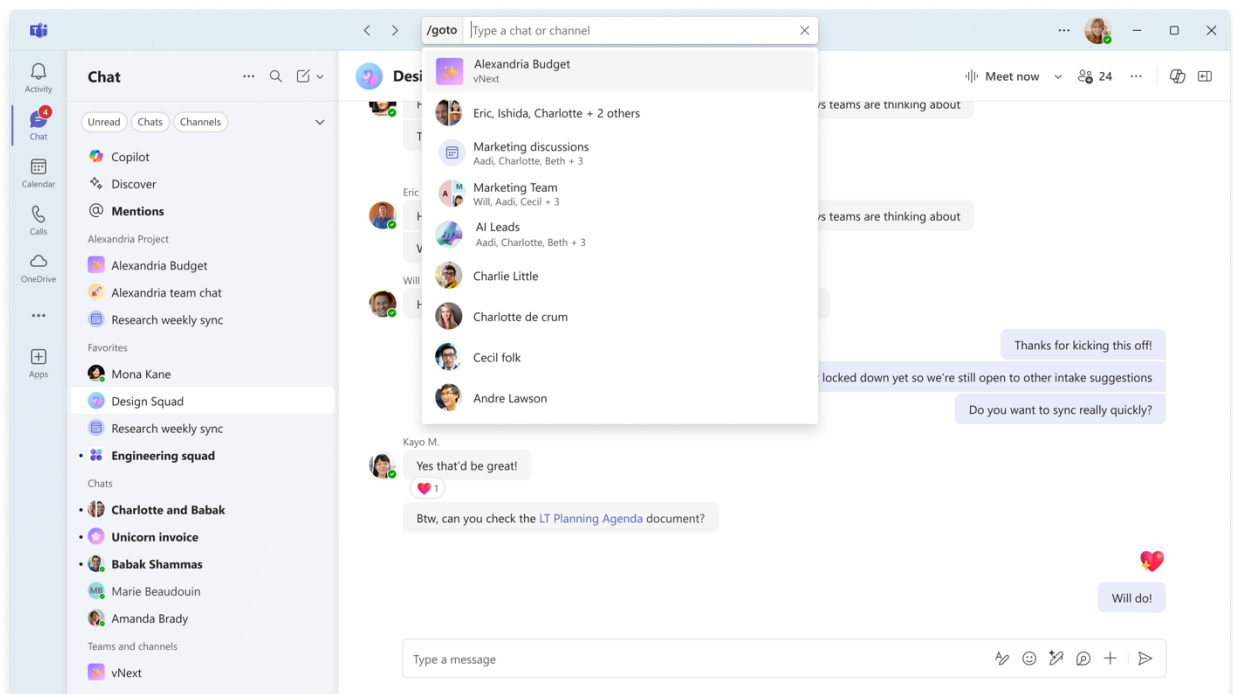 /goto
Type a chat or channel
Activity
4
Chat
Calendar
Calls
OneDrive
Apps
Chat
Unread
Chats
Channels
Copilot
Discover
Mentions
Alexandria Project
Alexandria Budget
Alexandria team chat
Research weekly sync
Favorites
Mona Kane
Design Squad
Research weekly sync
Engineering squad
Chats
Charlotte and Babak
Unicorn invoice
Babak Shammas
MB
Marie Beaudouin
Amanda Brady
Teams and channels
vNext
Alexandria Budget
vNext
Eric, Ishida, Charlotte + 2 others
Marketing discussions
Aadi, Charlotte, Beth + 3
A M
Marketing Team
Will, Aadi, Cecil + 3
AI Leads
Aadi, Charlotte, Beth + 3
Charlie Little
Charlotte de crum
Cecil folk
Andre Lawson
Desi
Meet now
24
s teams are thinking about
Eric
s teams are thinking about
Will
Thanks for kicking this off!
locked down yet so we're still open to other intake suggestions
Do you want to sync really quickly?
Kayo M.
Yes that'd be great!
1
Btw, can you check the LT Planning Agenda document?
Will do!
Type a message